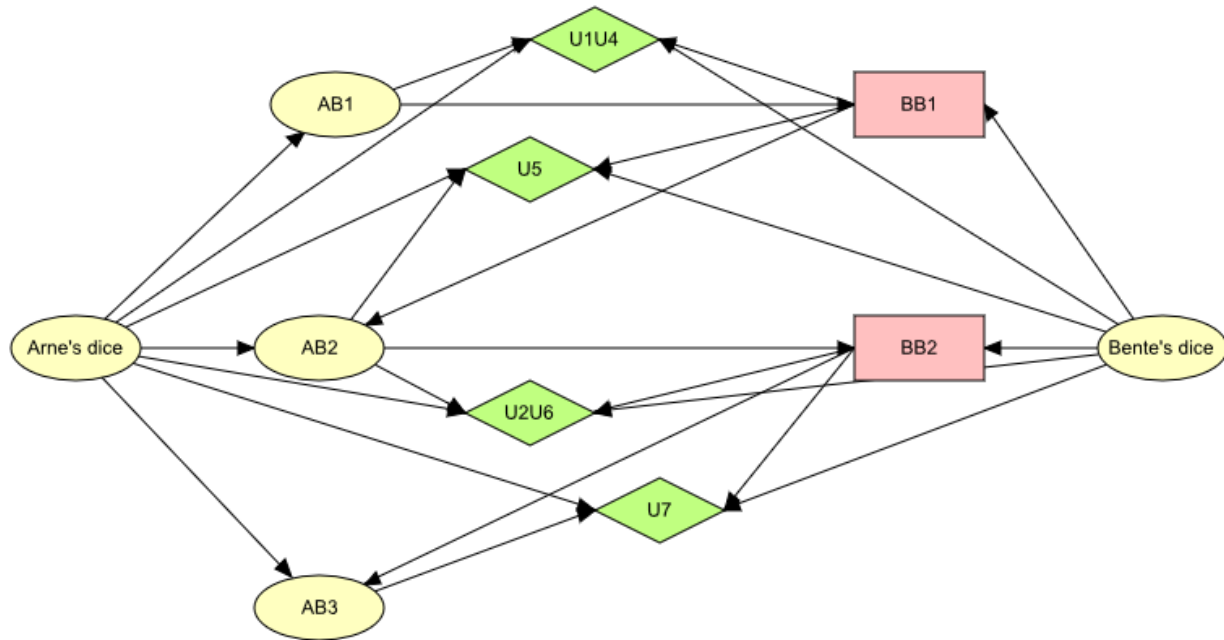 U1U4
AB1
BB1
U5
Arne's dice
AB2
BB2
Bente's dice
U2U6
U7
AB3